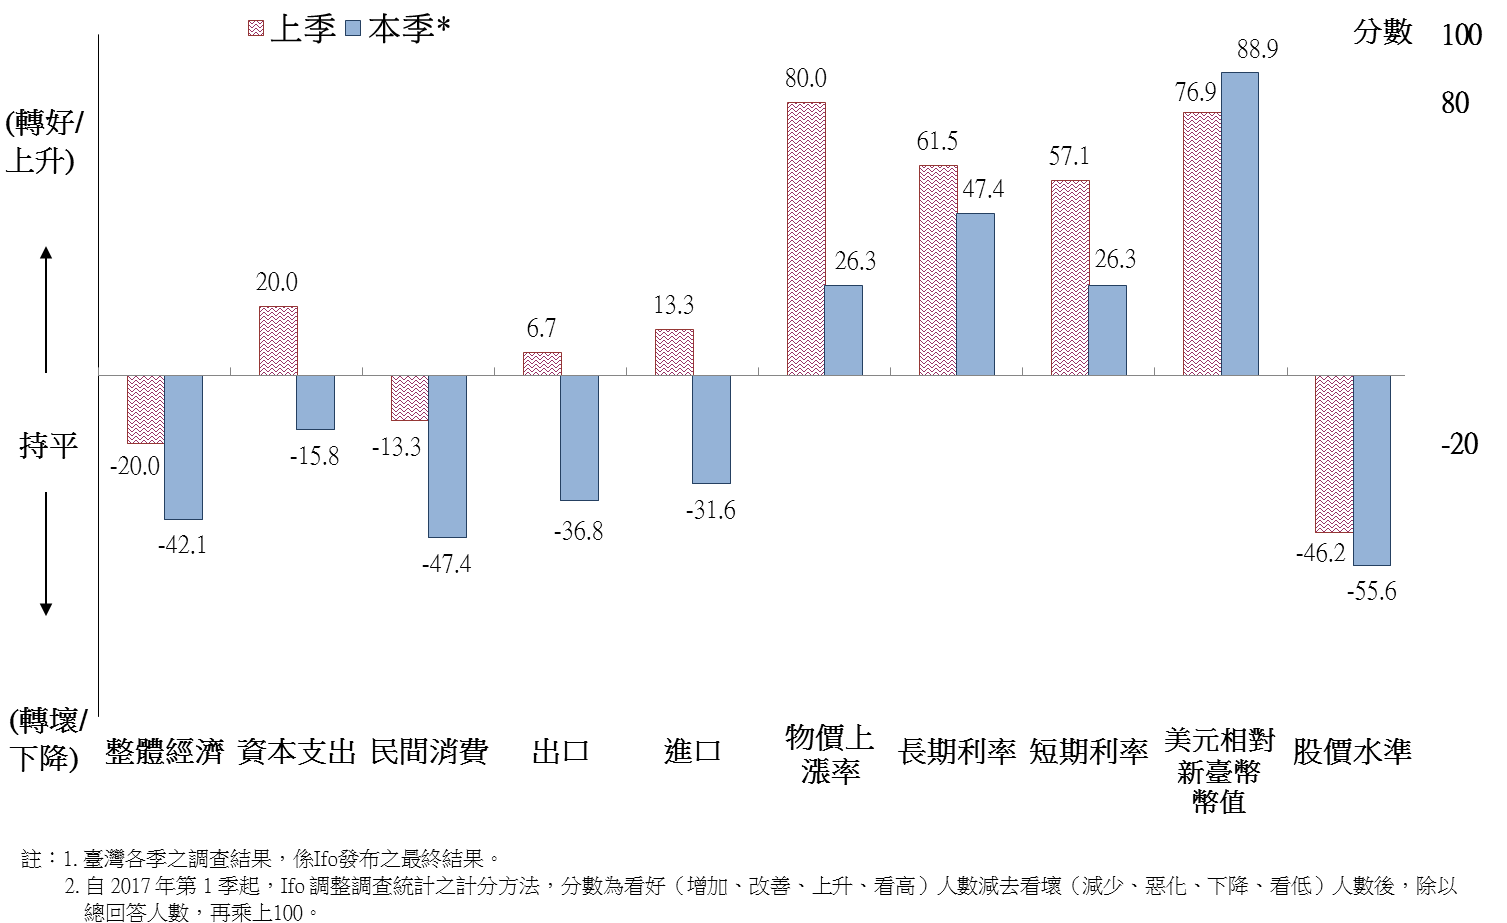 上季 本季*
分數 100
80
-20
(轉好/
上升)
持平
(轉壞/
下降)
-20.0
-42.1
20.0
-15.8
-13.3
-47.4
6.7
-36.8
13.3
-31.6
80.0
26.3
61.5
47.4
57.1
26.3
76.9
88.9
-46.2
-55.6
整體經濟
資本支出
民間消費
出口
進口
物價上
漲率
長期利率
短期利率
美元相對
新臺幣
幣值
股價水準
註：1. 臺灣各季之調查結果，係Ifo發布之最終結果。
2. 自 2017 年第 1 季起，Ifo 調整調查統計之計分方法，分數為看好（增加、改善、上升、看高）人數減去看壞（減少、惡化、下降、看低）人數後，除以
總回答人數，再乘上100。